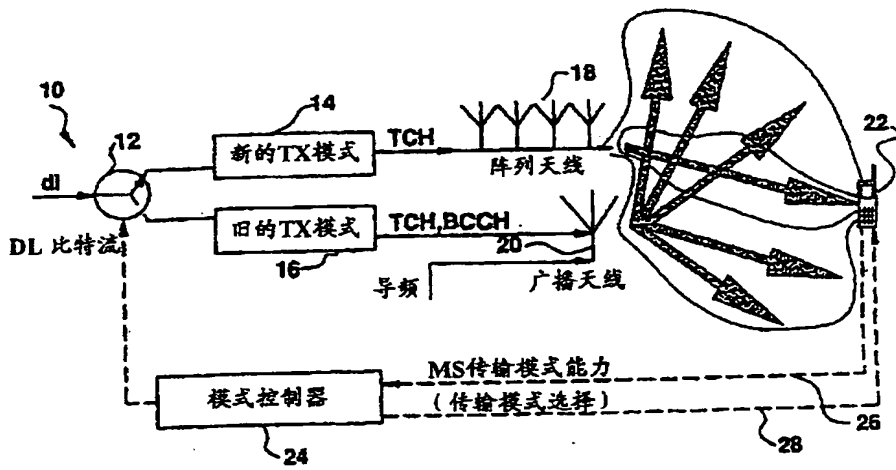 10
12
14
18
22
新的TX模式
TCH
阵列天线
dl
DL 比特流
旧的TX模式
TCH,BCCH
16
20
导频
广播天线
MS传输模式能力
模式控制器
(传输模式选择)
24
26
28